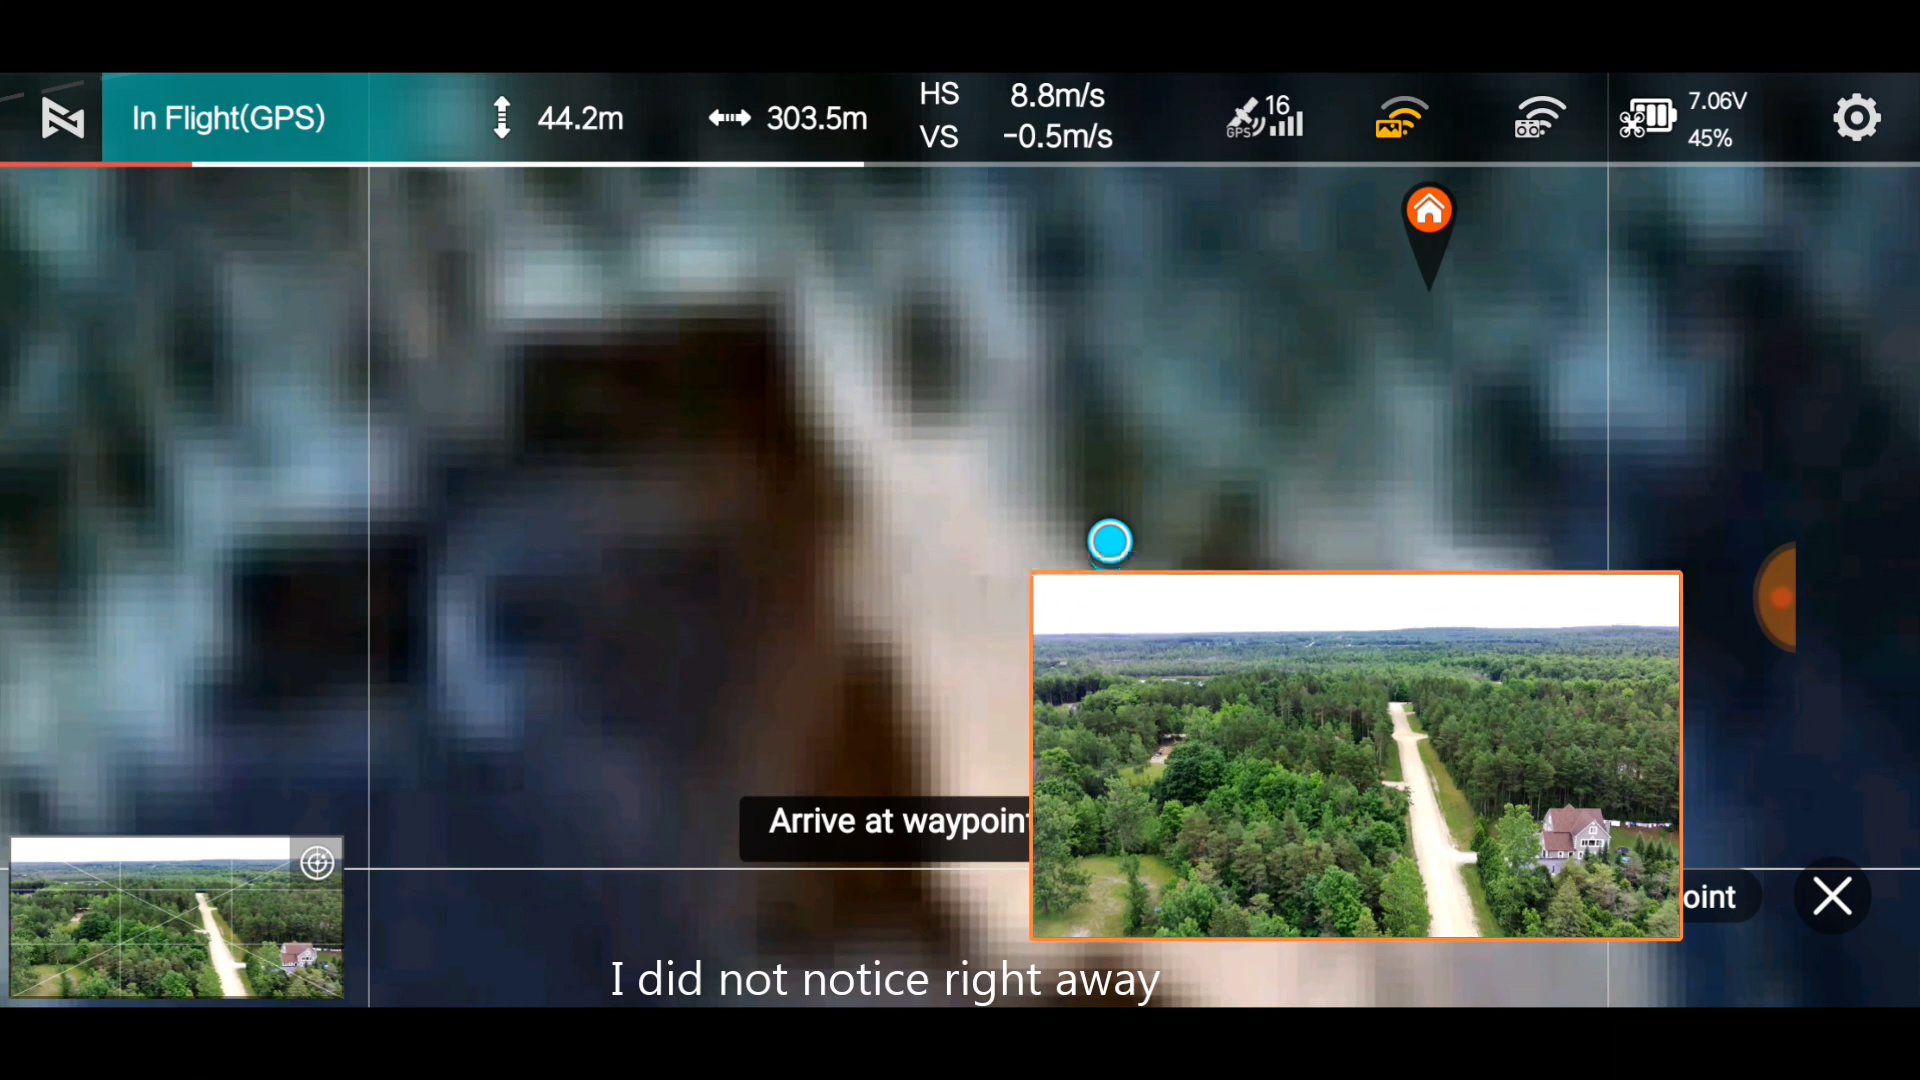 In Flight(GPS)
44.2m
303.5m
HS 8.8m/s
VS -0.5m/s
GPS
16
7.06V
45%
Arrive at waypoint
oint
I did not notice right away